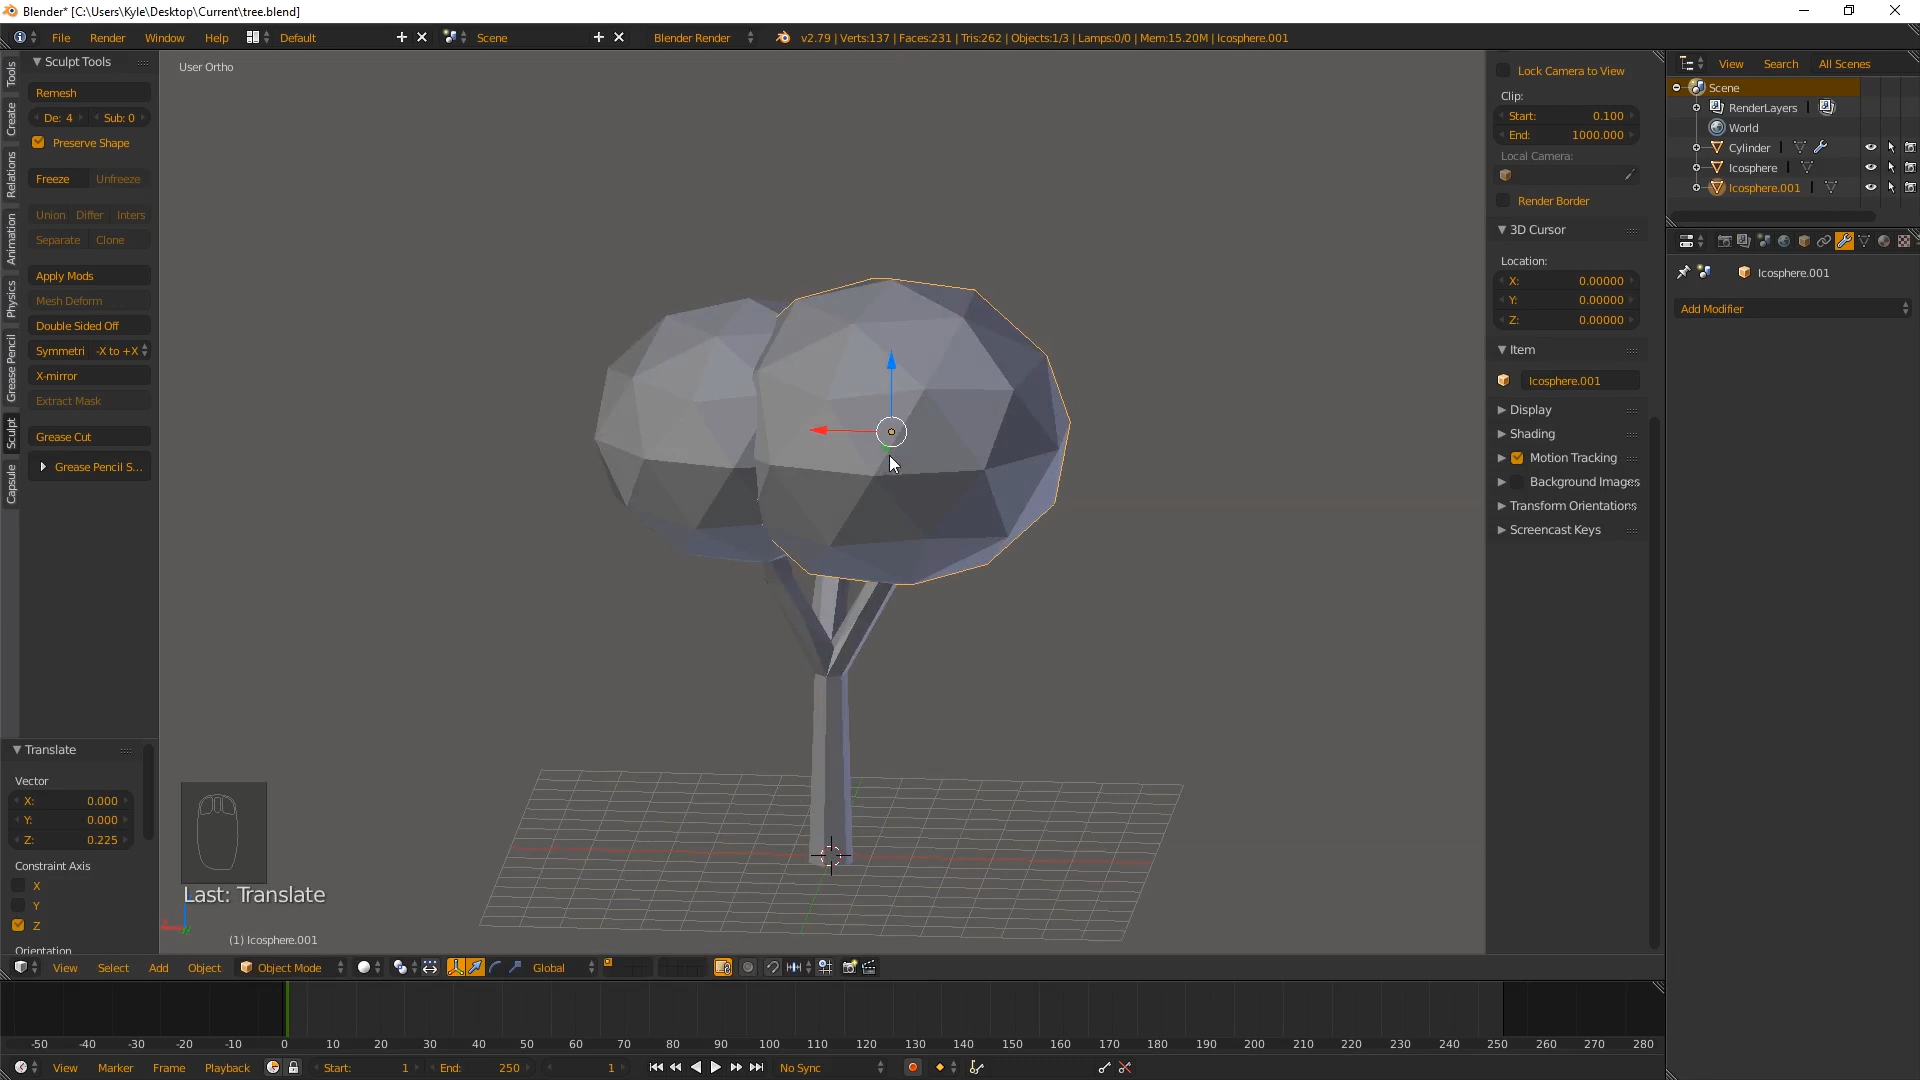 Blender* [C:\Users\Kyle\Desktop\Current\tree.blend]
File Render Window Help Default Scene Blender Render v2.79 | Verts:137 | Faces:231 | Tris:262 | Objects:1/3 | Lamps:0/0 | Mem:15.20M | Icosphere.001
Tools
Create
Relations
Animation
Physics
Grease Pencil
Sculpt
Capsule
Sculpt Tools
Remesh
De: 4 Sub: 0
Preserve Shape
Freeze Unfreeze
Union Differ Inters
Separate Clone
Apply Mods
Mesh Deform
Double Sided Off
Symmetri -X to +X
X-mirror
Extract Mask
Grease Cut
Grease Pencil S...
Translate
Vector
X: 0.000
Y: 0.000
Z: 0.225
Constraint Axis
X
Y
Z
Orientation
User Ortho
Last: Translate
(1) Icosphere.001
Lock Camera to View
Clip:
Start: 0.100
End: 1000.000
Local Camera:
Render Border
3D Cursor
Location:
X: 0.00000
Y: 0.00000
Z: 0.00000
Item
Icosphere.001
Display
Shading
Motion Tracking
Background Images
Transform Orientations
Screencast Keys
View Search All Scenes
Scene
RenderLayers
World
Cylinder
Icosphere
Icosphere.001
Icosphere.001
Add Modifier
View Select Add Object Object Mode Global
-50 -40 -30 -20 -10 0 10 20 30 40 50 60 70 80 90 100 110 120 130 140 150 160 170 180 190 200 210 220 230 240 250 260 270 280
View Marker Frame Playback Start: 1 End: 250 1 No Sync